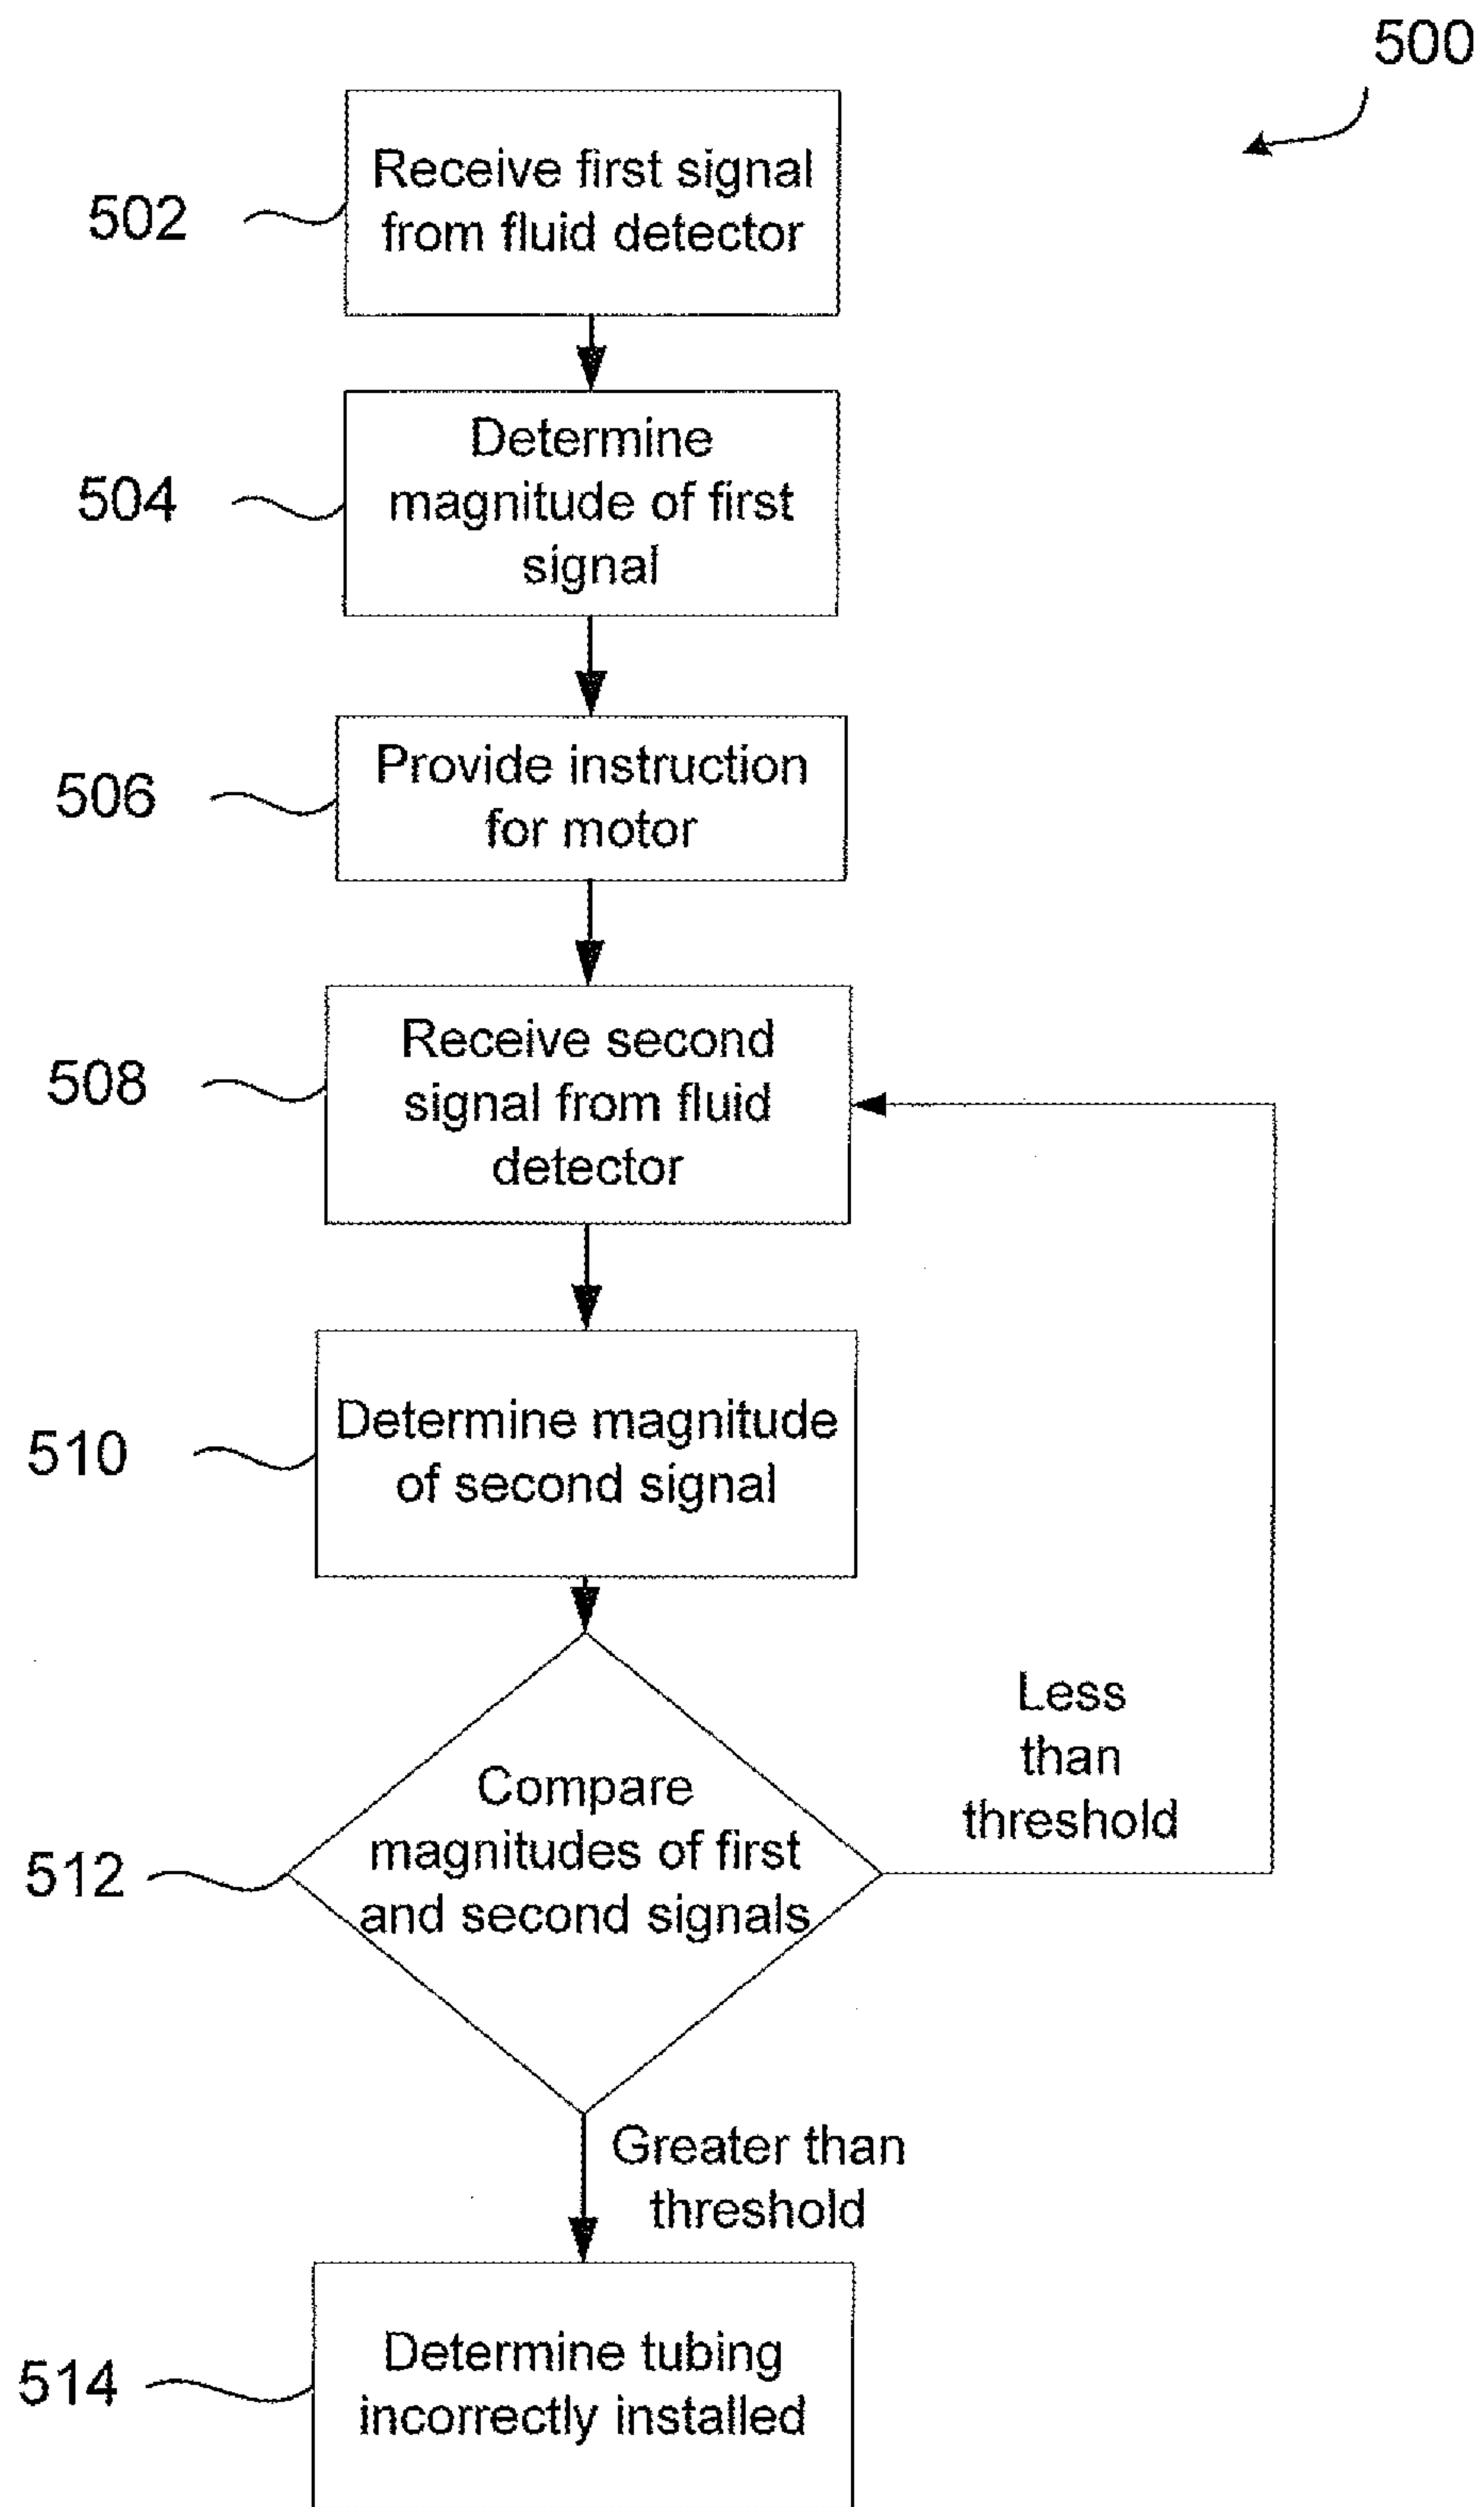 500
502
Receive first signal
from fluid detector
504
Determine
magnitude of first
signal
506
Provide instruction
for motor
508
Receive second
signal from fluid
detector
510
Determine magnitude
of second signal
Less
than
threshold
512
Compare
magnitudes of first
and second signals
Greater than
threshold
514
Determine tubing
incorrectly installed